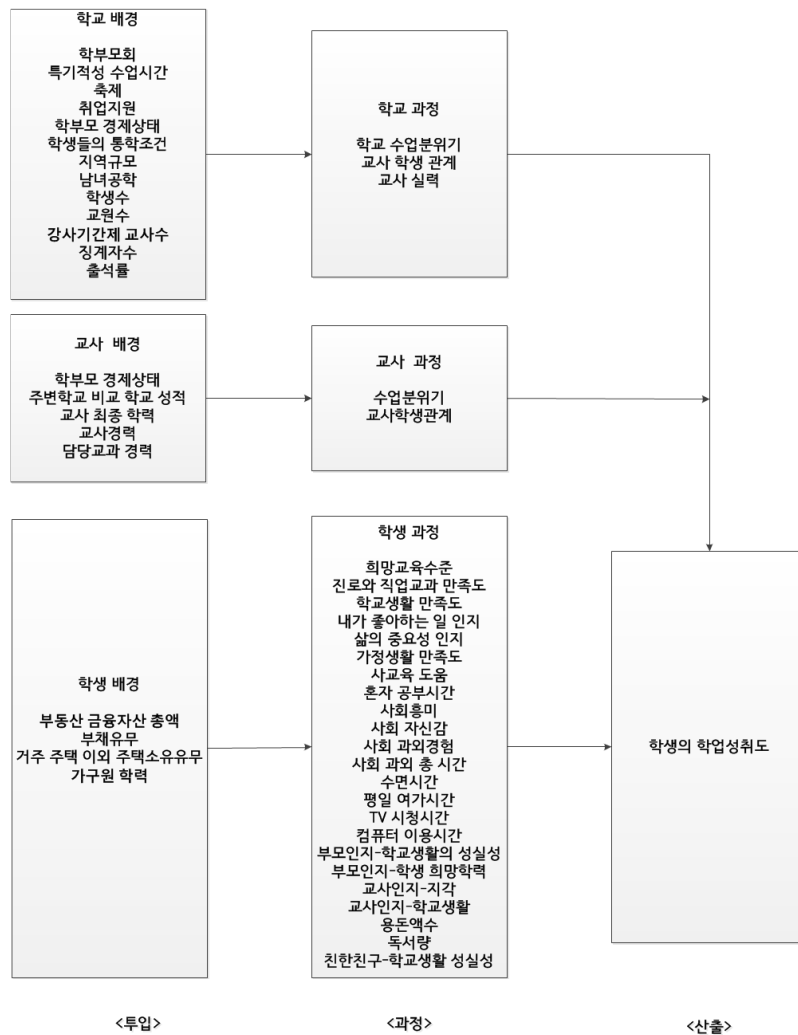 학교 배경
학부모회
특기적성 수업시간
축제
취업지원
학부모 경제상태
학생들의 통학조건
지역규모
남녀공학
학생수
교원수
강사기간제 교사수
징계자수
출석률
학교 과정
학교 수업분위기
교사 학생 관계
교사 실력
교사 배경
학부모 경제상태
주변학교 비교 학교 성적
교사 최종 학력
교사경력
담당교과 경력
교사 과정
수업분위기
교사학생관계
학생 배경
부동산 금융자산 총액
부채유무
거주 주택 이외 주택소유유무
가구원 학력
학생 과정
희망교육수준
진로와 직업교과 만족도
학교생활 만족도
내가 좋아하는 일 인지
삶의 중요성 인지
가정생활 만족도
사교육 도움
혼자 공부시간
사회흥미
사회 자신감
사회 과외경험
사회 과외 총 시간
수면시간
평일 여가시간
TV 시청시간
컴퓨터 이용시간
부모인지-학교생활의 성실성
부모인지-학생 희망학력
교사인지-지각
교사인지-학교생활
용돈액수
독서량
친한친구-학교생활 성실성
학생의 학업성취도
<투입>
<과정>
<산출>